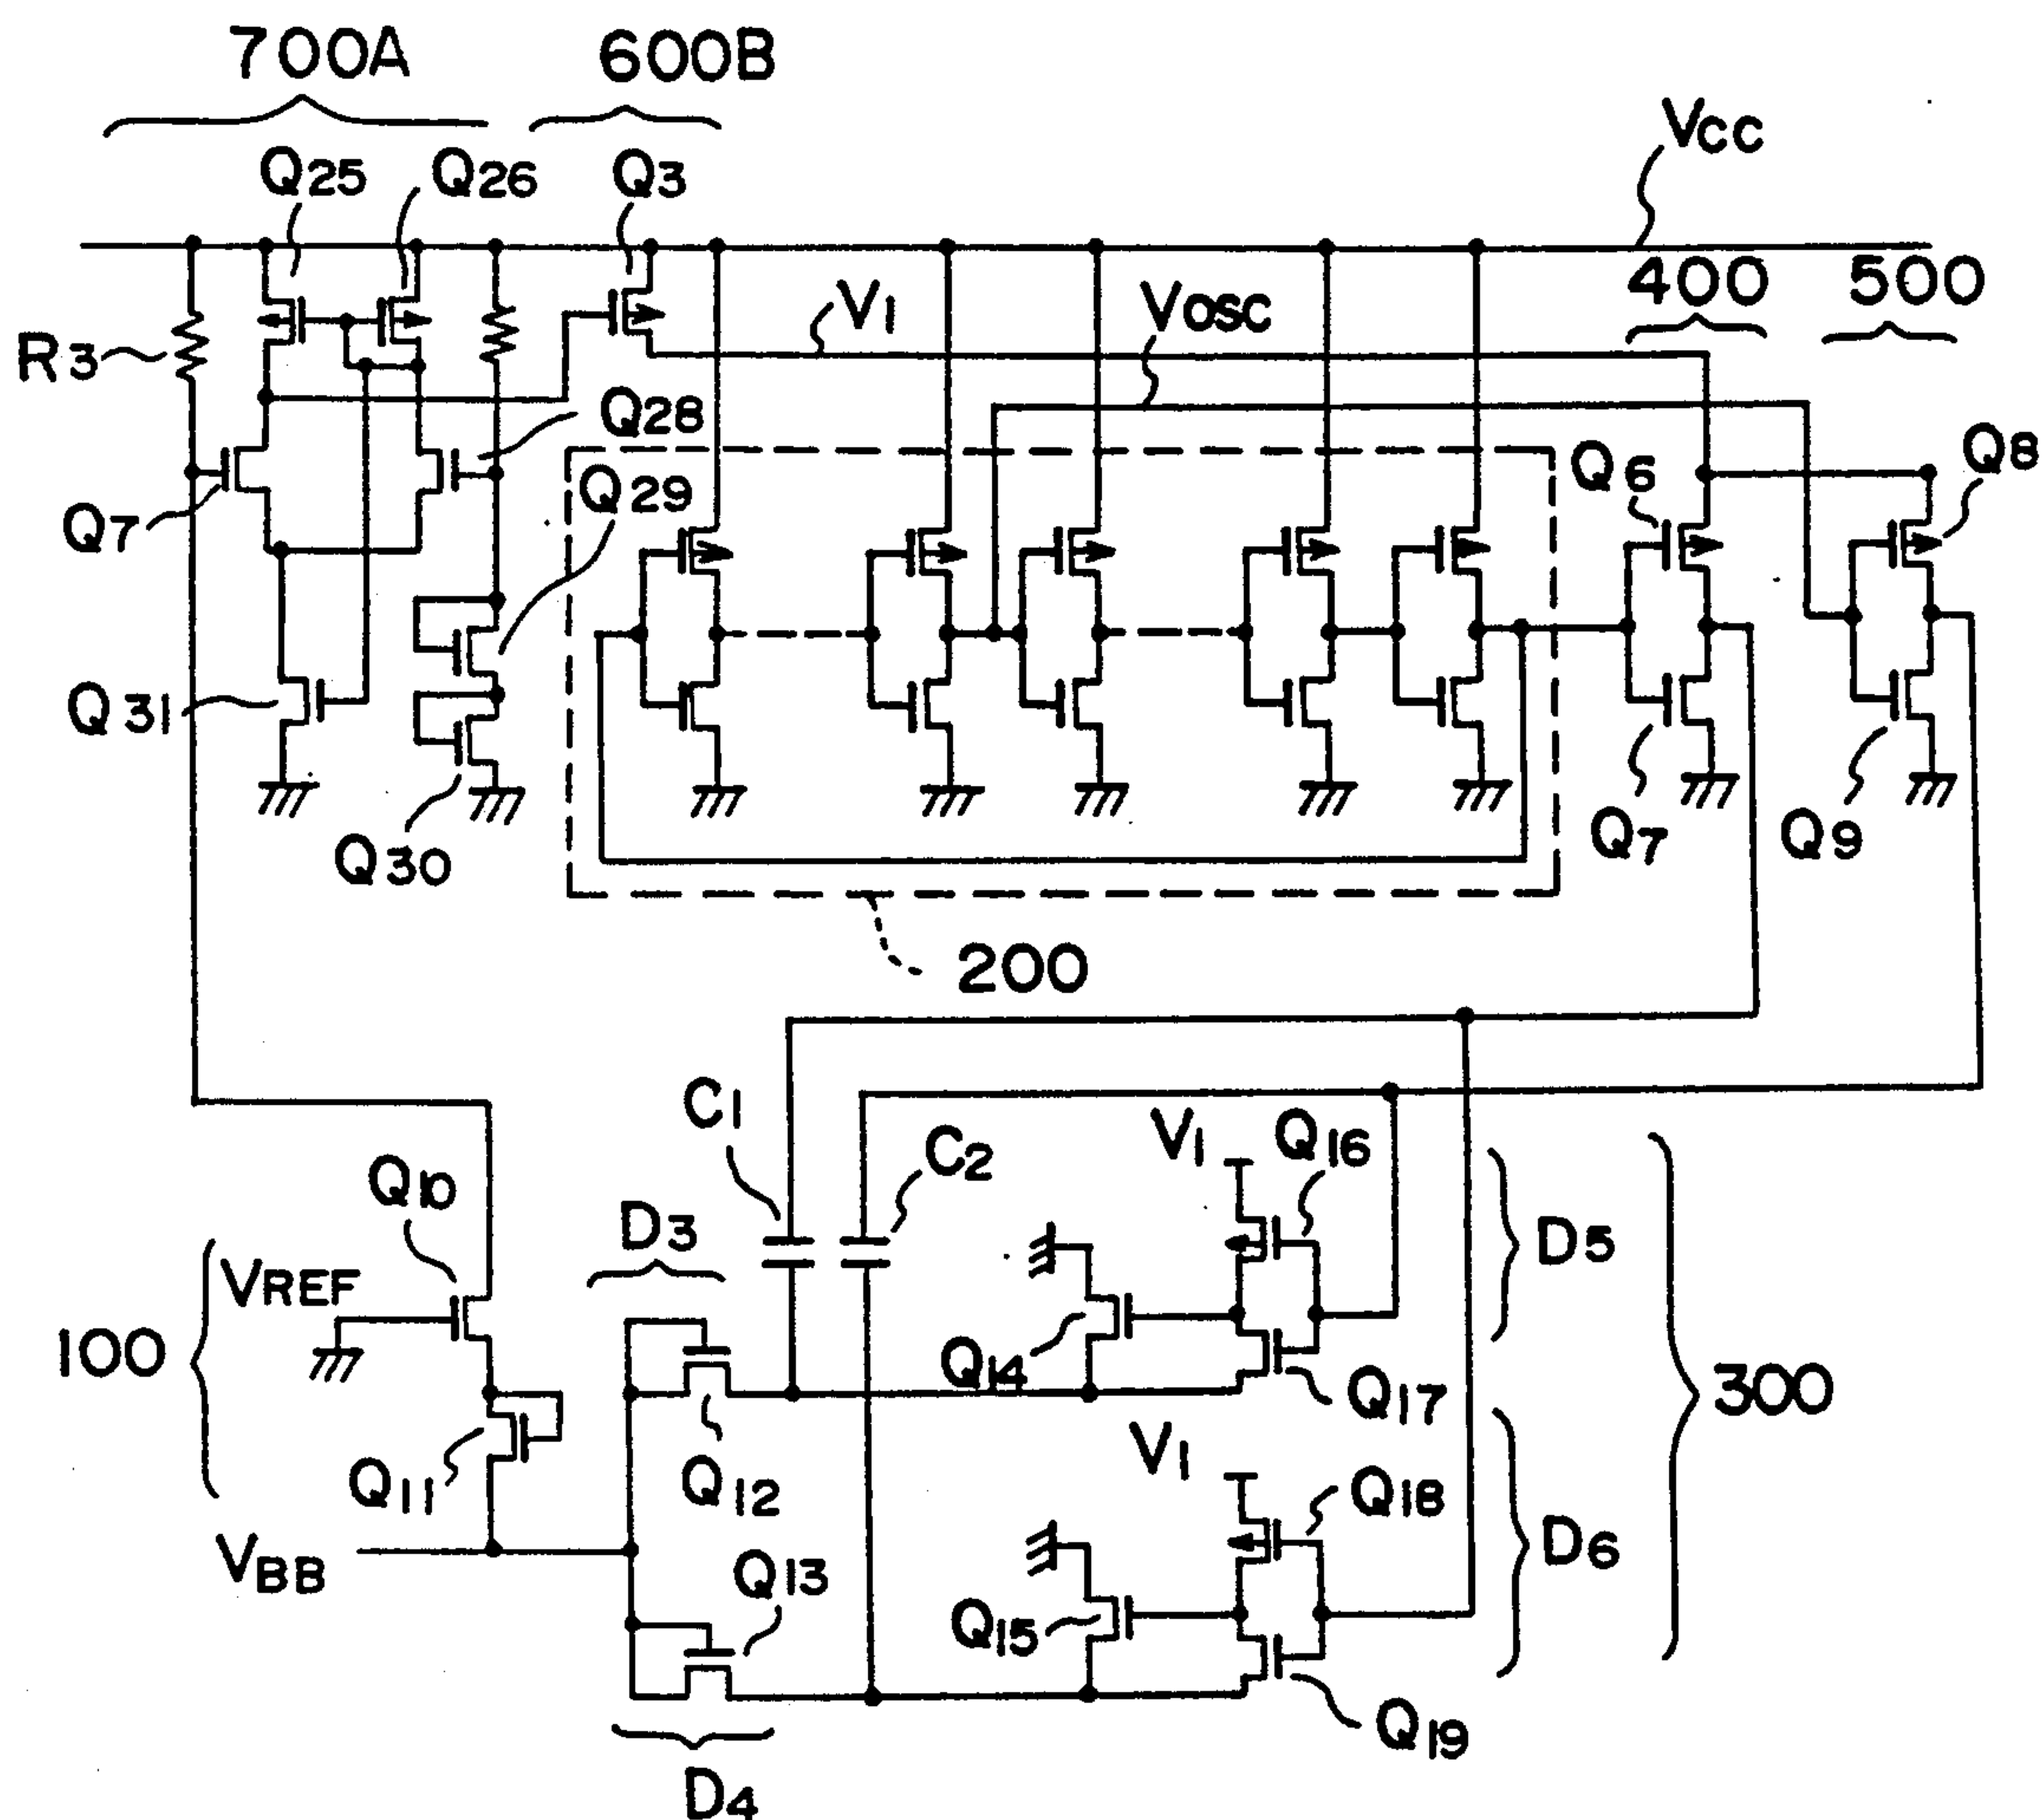 700A
600B
VCC
Q25
Q26
Q3
400
500
R3
V1
VOSC
Q28
Q6
Q8
Q29
Q7
Q31
Q30
Q7
Q9
200
C1
C2
V1
Q16
Q10
D3
D5
VREF
100
Q14
Q17
300
Q11
Q12
V1
Q18
VBB
Q13
D6
Q15
Q19
D4